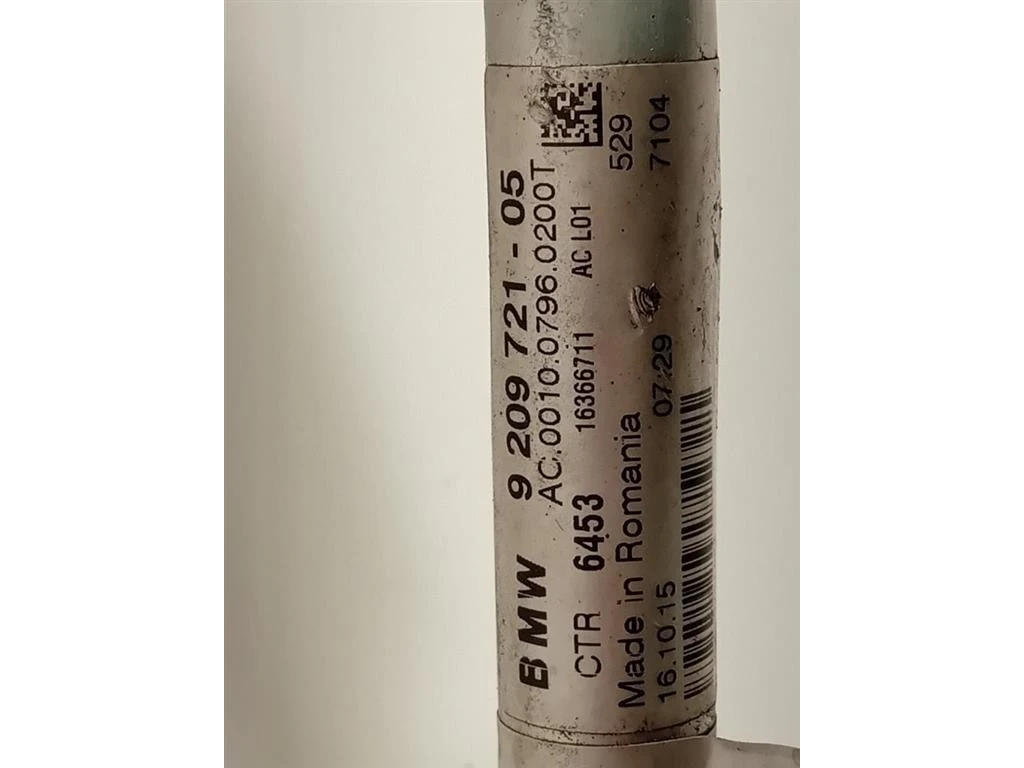 BMW 9 209 721 - 05
AC.0010.0796.0200T
CTR 6453 16366711 AC L01
Made in Romania 529
16.10.15 07:29 7104